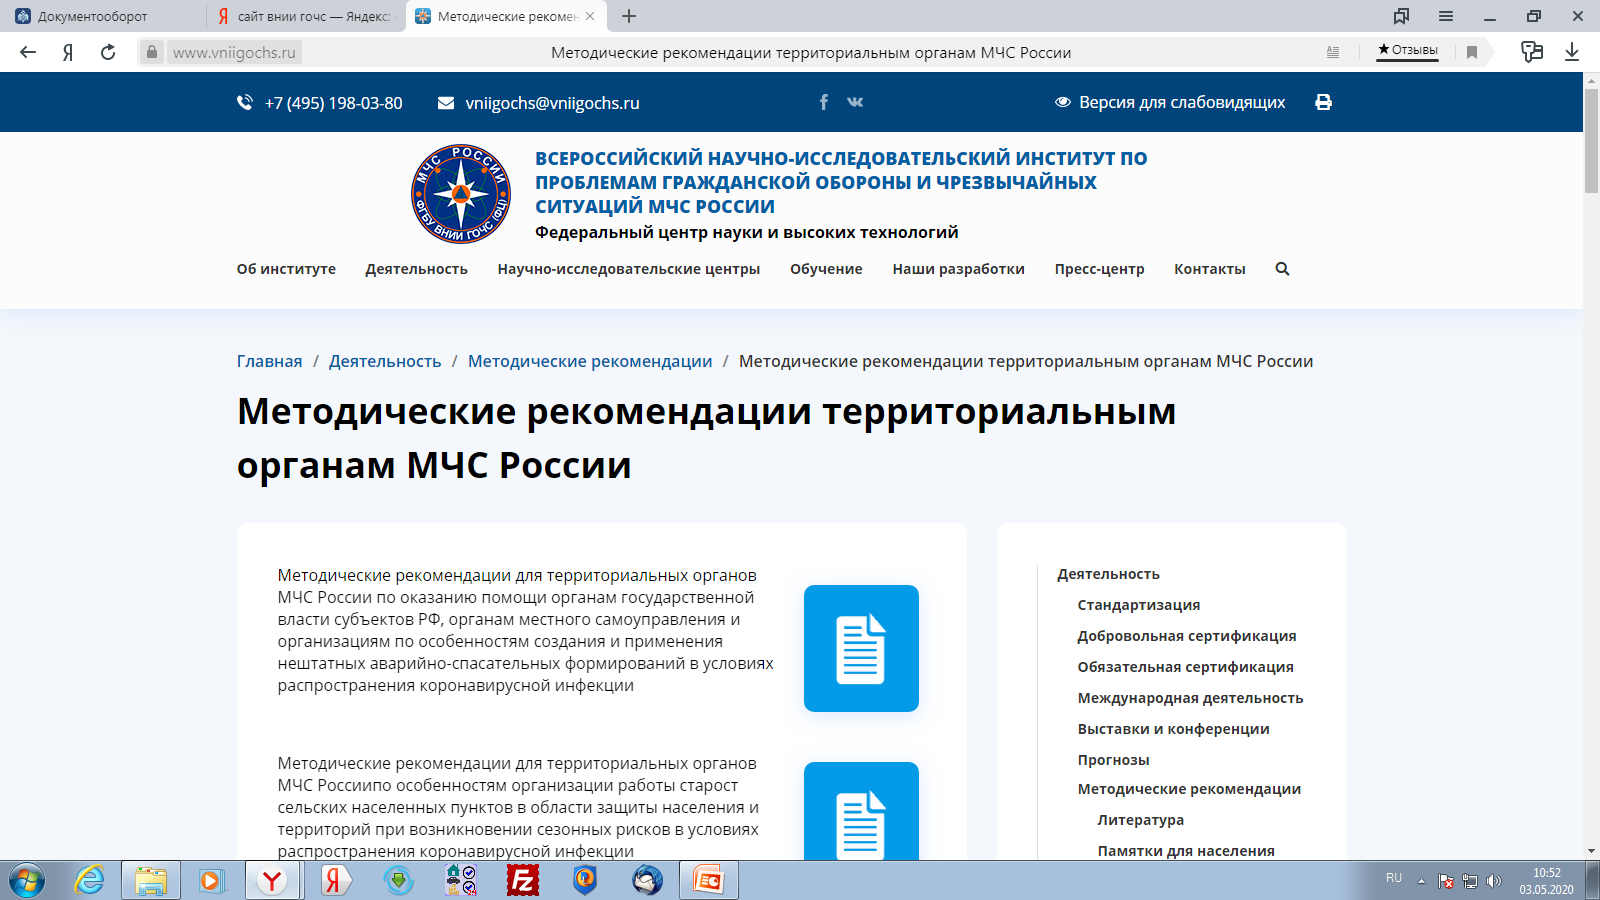 Документооборот
Я сайт внии гочс — Яндекс:
Методические рекомен
Я
www.vniigochs.ru
Методические рекомендации территориальным органам МЧС России
★ Отзывы
+7 (495) 198-03-80
vniigochs@vniigochs.ru
Версия для слабовидящих
МЧС РОССИИ
ФГБУ ВНИИ ГОЧС (ФЦ)
ВСЕРОССИЙСКИЙ НАУЧНО-ИССЛЕДОВАТЕЛЬСКИЙ ИНСТИТУТ ПО
ПРОБЛЕМАМ ГРАЖДАНСКОЙ ОБОРОНЫ И ЧРЕЗВЫЧАЙНЫХ
СИТУАЦИЙ МЧС РОССИИ
Федеральный центр науки и высоких технологий
Об институте Деятельность Научно-исследовательские центры Обучение Наши разработки Пресс-центр Контакты
Главная / Деятельность / Методические рекомендации / Методические рекомендации территориальным органам МЧС России
Методические рекомендации территориальным
органам МЧС России
Методические рекомендации для территориальных органов
МЧС России по оказанию помощи органам государственной
власти субъектов РФ, органам местного самоуправления и
организациям по особенностям создания и применения
нештатных аварийно-спасательных формирований в условиях
распространения коронавирусной инфекции
Методические рекомендации для территориальных органов
МЧС Россиипо особенностям организации работы старост
сельских населенных пунктов в области защиты населения и
территорий при возникновении сезонных рисков в условиях
распространения коронавирусной инфекции
Деятельность
Стандартизация
Добровольная сертификация
Обязательная сертификация
Международная деятельность
Выставки и конференции
Прогнозы
Методические рекомендации
Литература
Памятки для населения
RU
10:52
03.05.2020